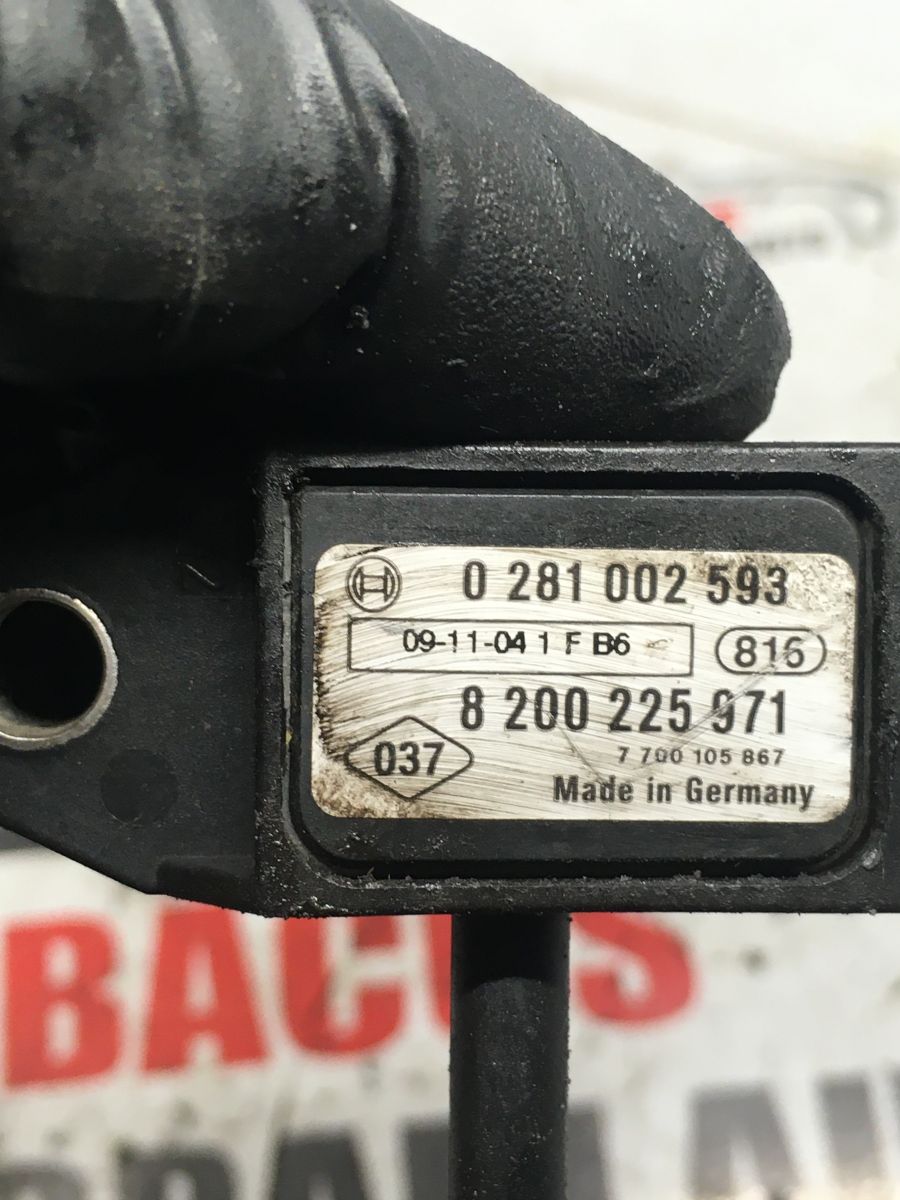 0 281 002 593
09-11-04 1 F B6
816
8 200 225 971
037
7 700 105 867
Made in Germany
BACUS